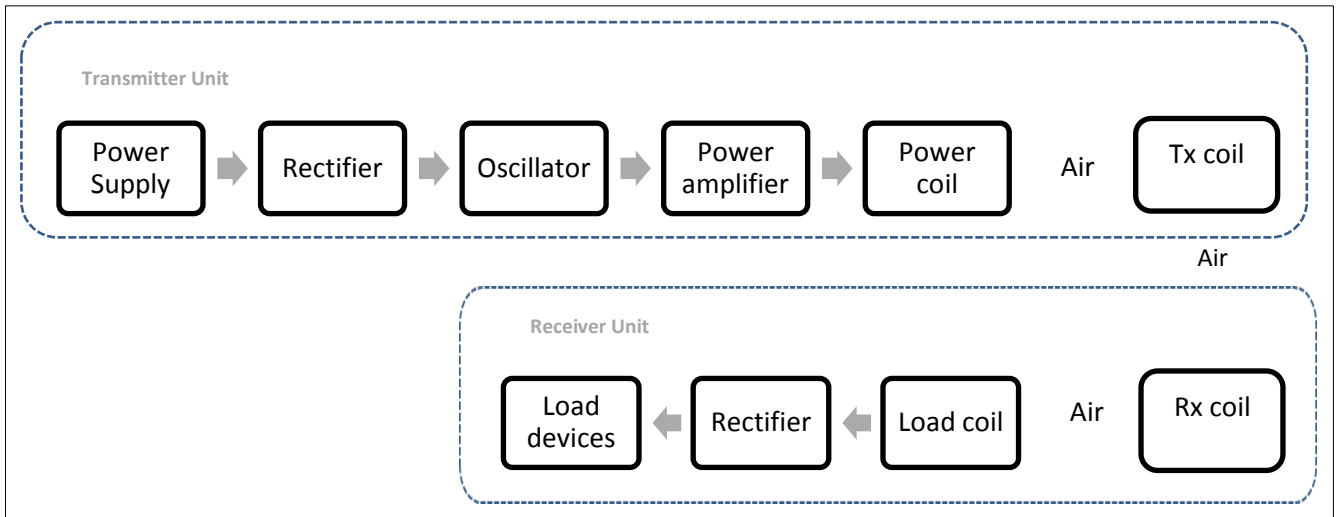 Transmitter Unit
Power
Supply
Rectifier
Oscillator
Power
amplifier
Power
coil
Air
Tx coil
Air
Receiver Unit
Load
devices
Rectifier
Load coil
Air
Rx coil